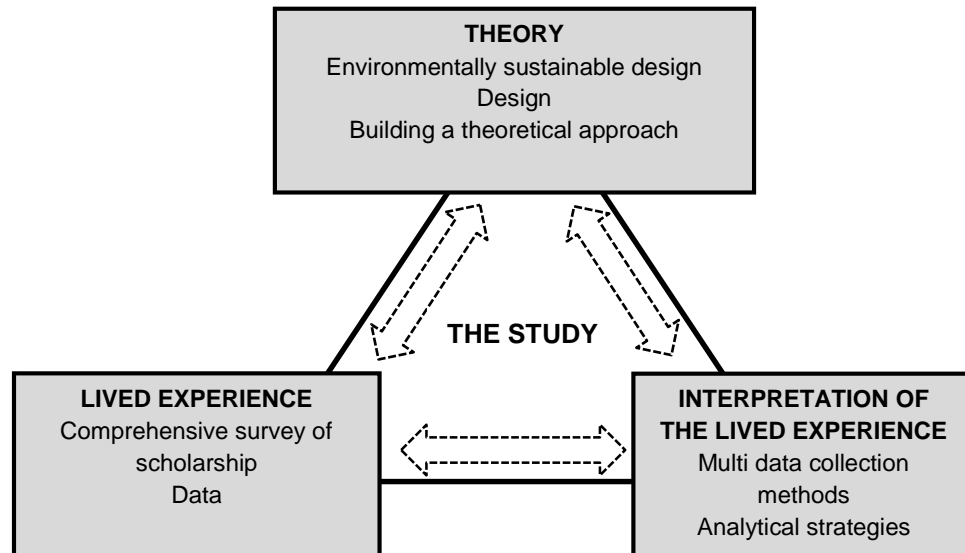 THEORY
Environmentally sustainable design
Design
Building a theoretical approach
THE STUDY
LIVED EXPERIENCE
Comprehensive survey of
scholarship
Data
INTERPRETATION OF
THE LIVED EXPERIENCE
Multi data collection
methods
Analytical strategies